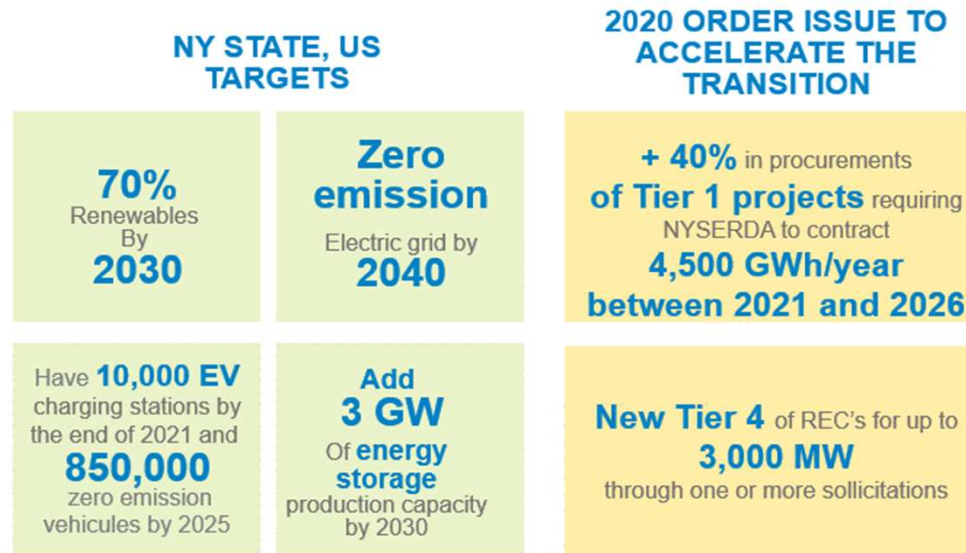 NY STATE, US
TARGETS
70%
Renewables
By
2030
Zero
emission
Electric grid by
2040
Have 10,000 EV
charging stations by
the end of 2021 and
850,000
zero emission
vehicules by 2025
Add
3 GW
Of energy
storage
production capacity
by 2030
2020 ORDER ISSUE TO
ACCELERATE THE
TRANSITION
+ 40% in procurements
of Tier 1 projects requiring
NYSERDA to contract
4,500 GWh/year
between 2021 and 2026
New Tier 4 of REC's for up to
3,000 MW
through one or more sollicitations